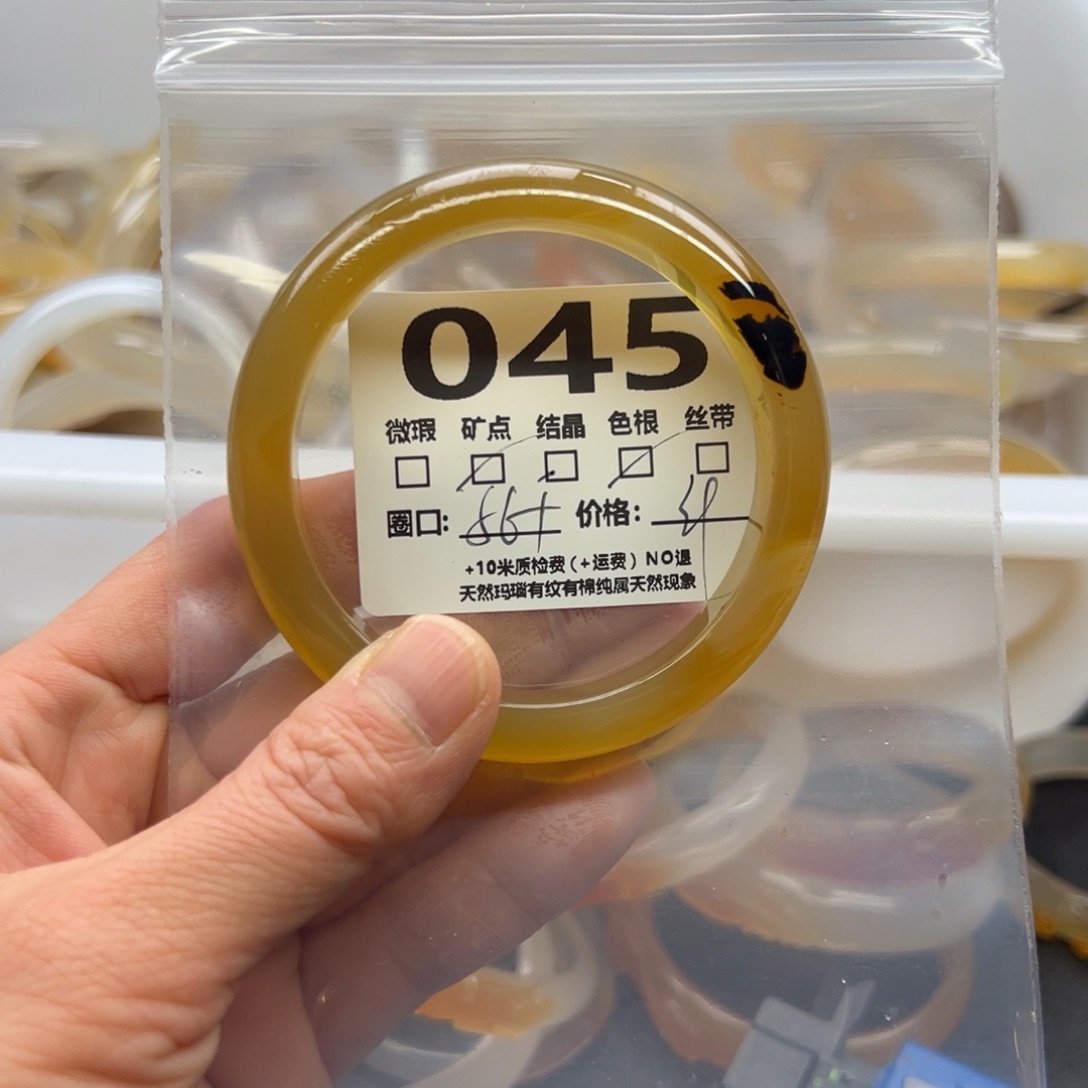 045
微瑕 矿点 结晶 色根 丝带
圈口: 价格:
+10米质检费(+运费) NO退
天然玛瑙有纹有棉纯属天然现象